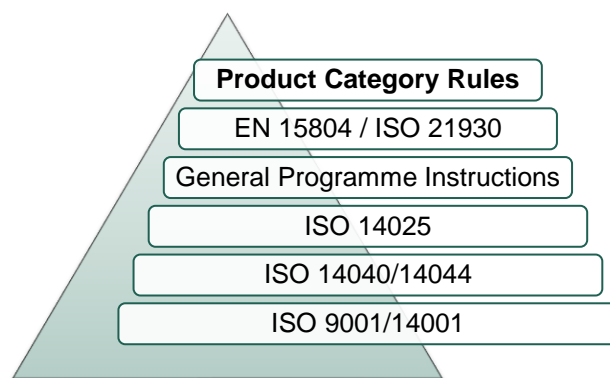 Product Category Rules
EN 15804 / ISO 21930
General Programme Instructions
ISO 14025
ISO 14040/14044
ISO 9001/14001